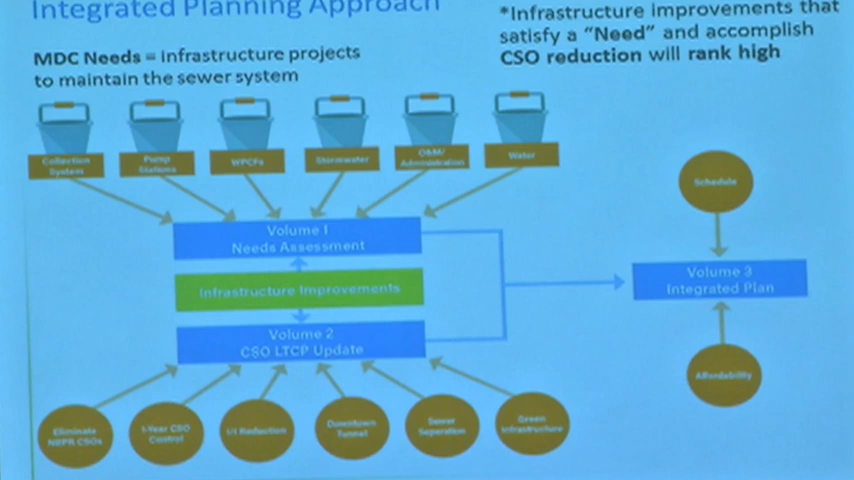 Integrated Planning Approach
*Infrastructure improvements that
satisfy a "Need" and accomplish
CSO reduction will rank high
MDC Needs = Infrastructure projects
to maintain the sewer system
Collection
System
Pump
Stations
WPCFs
Stormwater
O&M/
Administration
Water
Volume 1
Needs Assessment
Infrastructure Improvements
Volume 2
CSO LTCP Update
Schedule
Volume 3
Integrated Plan
Affordability
Eliminate
NBPR CSOs
1-Year CSO
Control
I/I Reduction
Downtown
Tunnel
Sewer
Separation
Green
Infrastructure